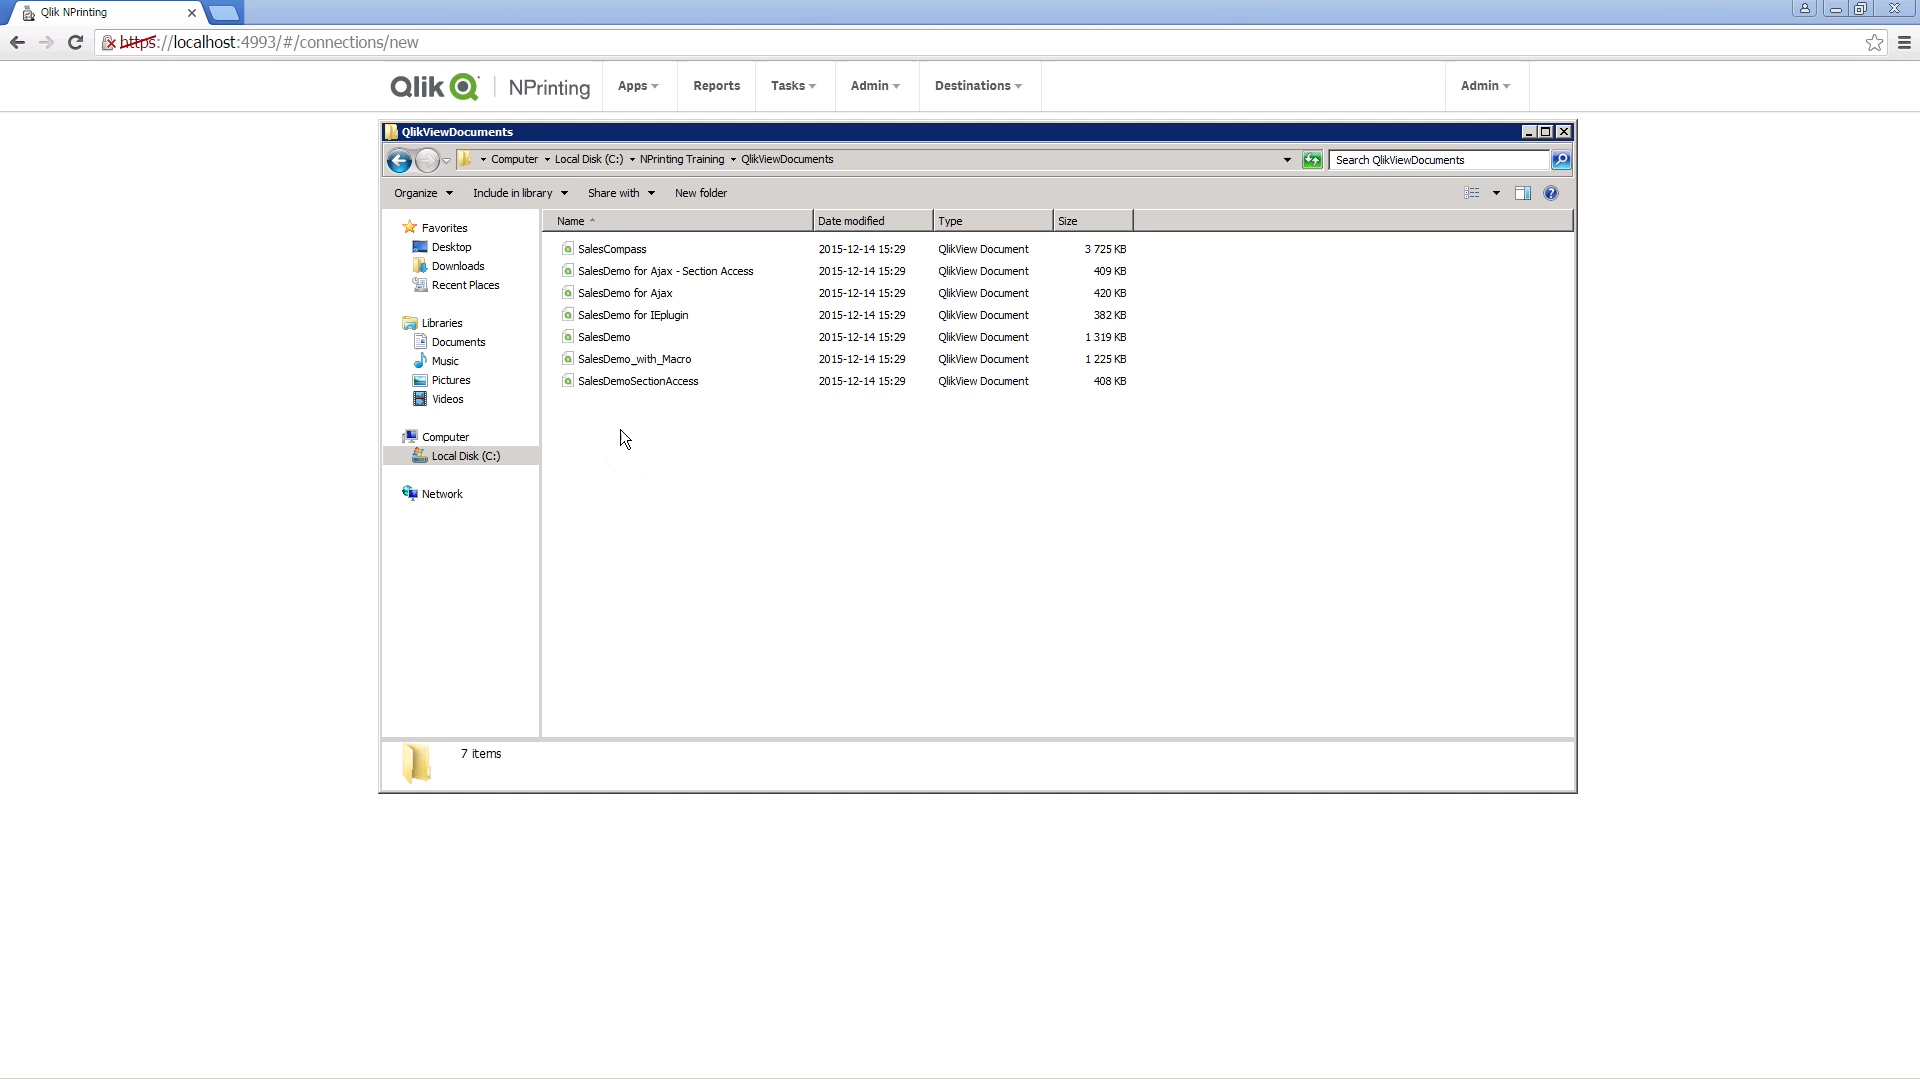 Qlik NPrinting
https://localhost:4993/#/connections/new
Qlik NPrinting Apps Reports Tasks Admin Destinations Admin
QlikViewDocuments
Computer Local Disk (C:) NPrinting Training QlikViewDocuments Search QlikViewDocuments
Organize Include in library Share with New folder
Favorites
Desktop
Downloads
Recent Places
Libraries
Documents
Music
Pictures
Videos
Computer
Local Disk (C:)
Network
Name Date modified Type Size
SalesCompass 2015-12-14 15:29 QlikView Document 3 725 KB
SalesDemo for Ajax - Section Access 2015-12-14 15:29 QlikView Document 409 KB
SalesDemo for Ajax 2015-12-14 15:29 QlikView Document 420 KB
SalesDemo for IEplugin 2015-12-14 15:29 QlikView Document 382 KB
SalesDemo 2015-12-14 15:29 QlikView Document 1 319 KB
SalesDemo_with_Macro 2015-12-14 15:29 QlikView Document 1 225 KB
SalesDemoSectionAccess 2015-12-14 15:29 QlikView Document 408 KB
7 items